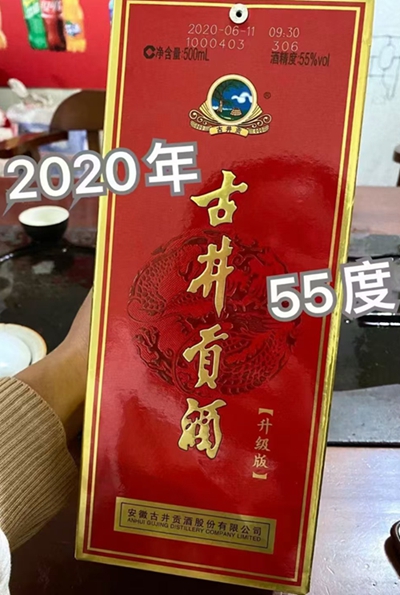 2020-06-11 09:30
1000403 306
净含量:500mL 酒精度:55%vol
古井贡
®
2020年
古井贡酒
55度
【升级版】
安徽古井贡酒股份有限公司
ANHUI GUJING DISTILLERY COMPANY LIMITED